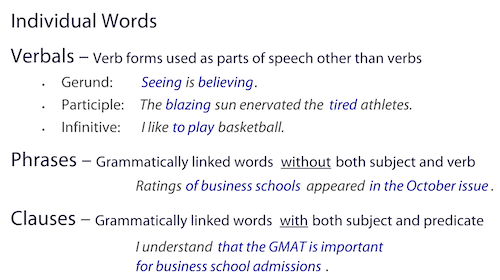 Individual Words
Verbals – Verb forms used as parts of speech other than verbs
• Gerund: Seeing is believing.
• Participle: The blazing sun enervated the tired athletes.
• Infinitive: I like to play basketball.
Phrases – Grammatically linked words without both subject and verb
Ratings of business schools appeared in the October issue.
Clauses – Grammatically linked words with both subject and predicate
I understand that the GMAT is important
for business school admissions.